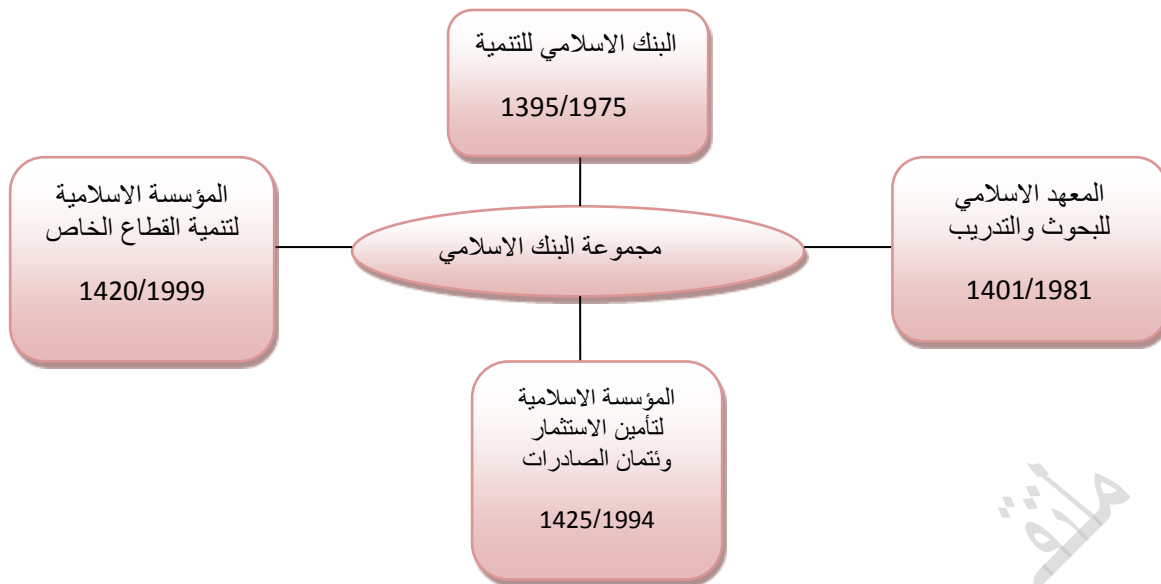 البنك الاسلامي للتنمية
1395/1975
المؤسسة الاسلامية
لتنمية القطاع الخاص
1420/1999
مجموعة البنك الاسلامي
المعهد الاسلامي
للبحوث والتدريب
1401/1981
المؤسسة الاسلامية
لتأمين الاستثمار
وئتمان الصادرات
1425/1994